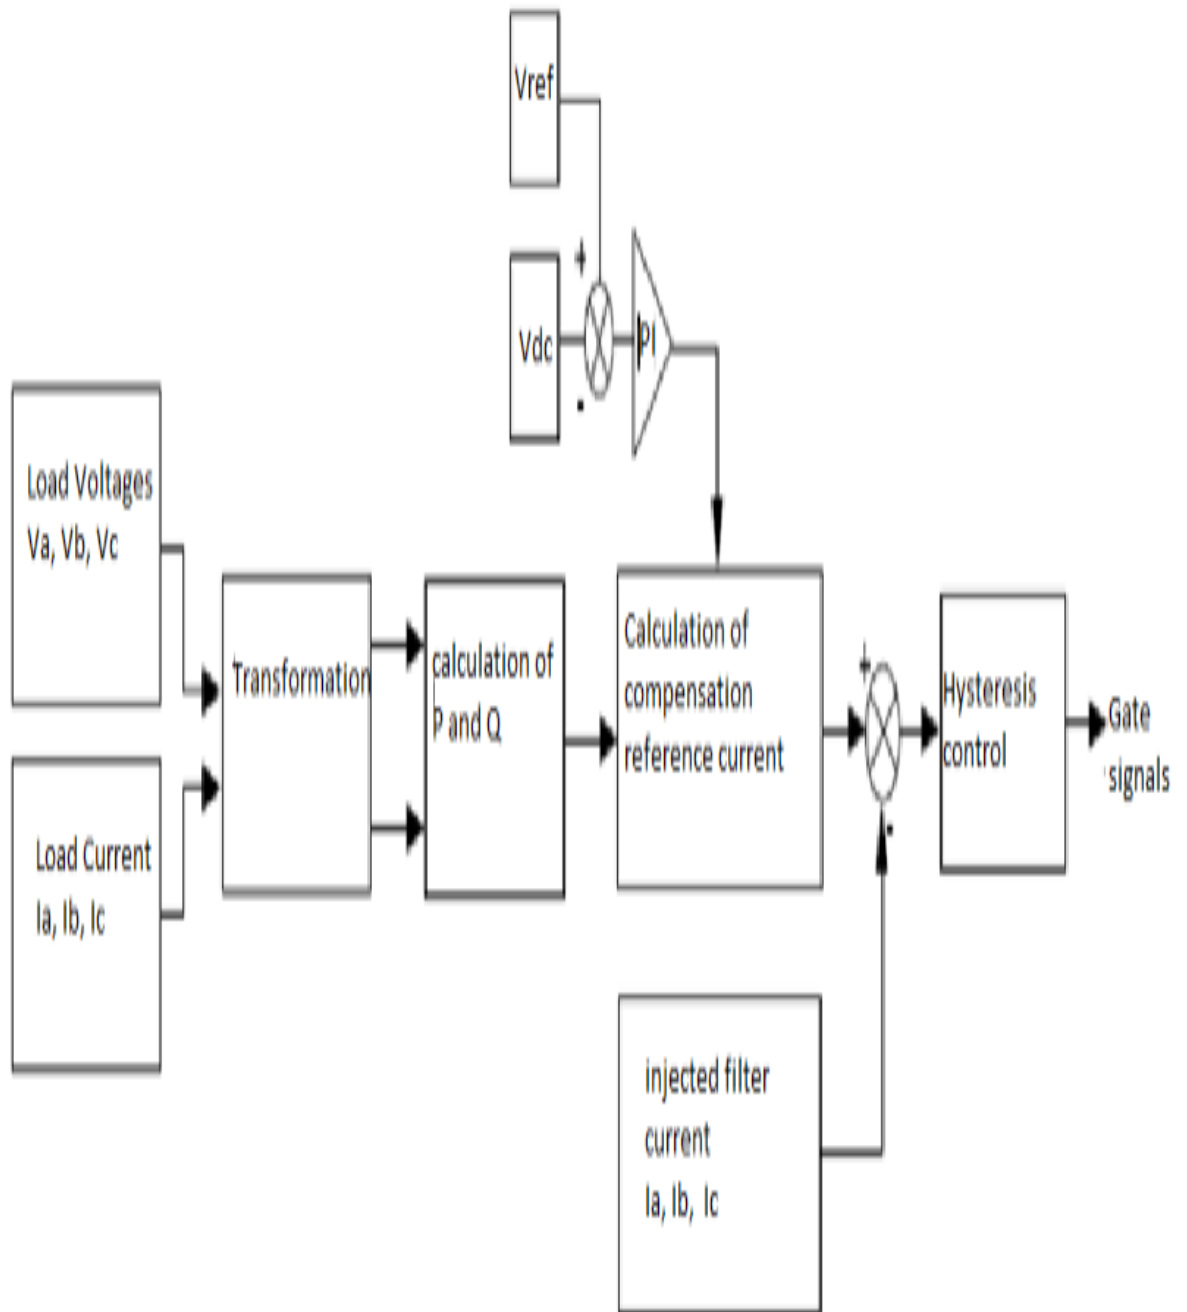 Vref
+
Vdc
PI
-
Load Voltages
Va, Vb, Vc
Transformation
calculation of
P and Q
Calculation of
compensation
reference current
+
-
Hysteresis
control
Gate
signals
Load Current
Ia, Ib, Ic
injected filter
current
Ia, Ib, Ic